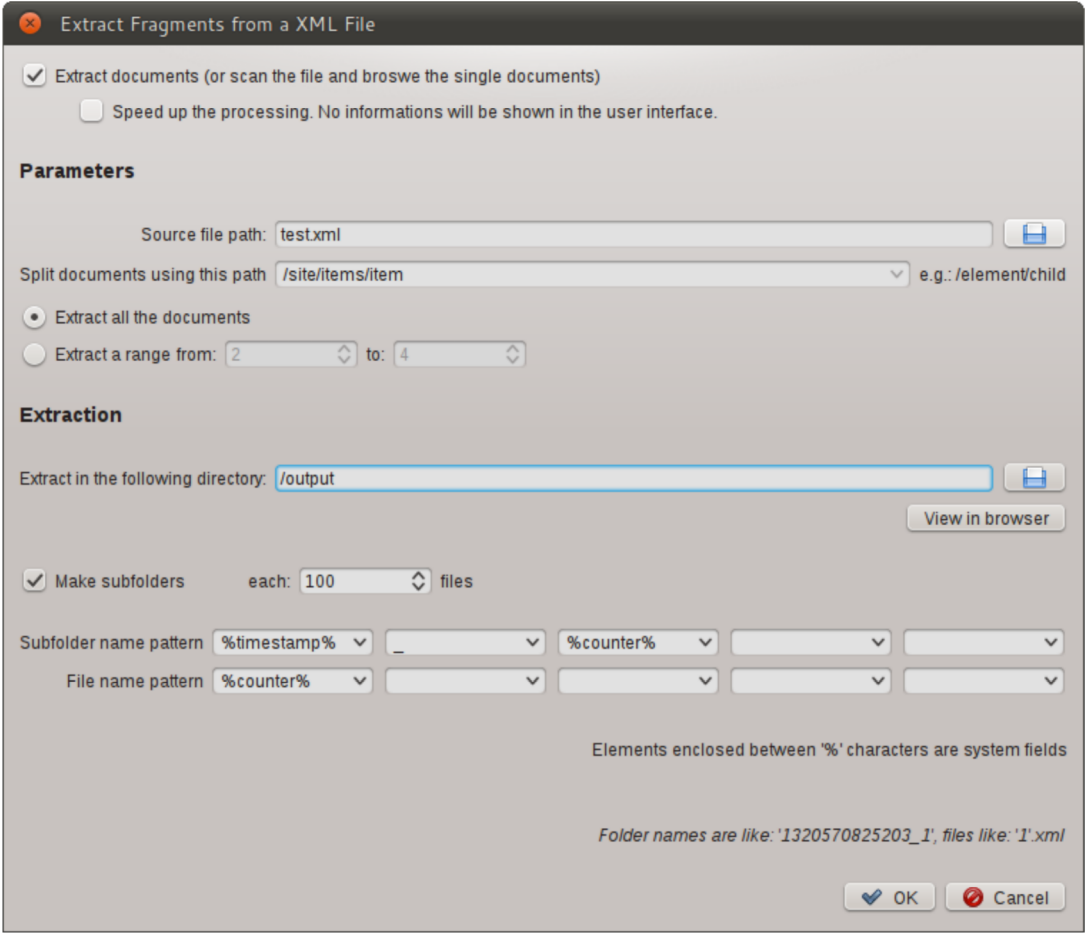 Extract Fragments from a XML File
Extract documents (or scan the file and broswe the single documents)
Speed up the processing. No informations will be shown in the user interface.
Parameters
Source file path: test.xml
Split documents using this path /site/items/item e.g.: /element/child
Extract all the documents
Extract a range from: 2 to: 4
Extraction
Extract in the following directory: /output
View in browser
Make subfolders each: 100 files
Subfolder name pattern %timestamp% _ %counter%
File name pattern %counter%
Elements enclosed between '%' characters are system fields
Folder names are like: '1320570825203_1', files like: '1'.xml
OK Cancel